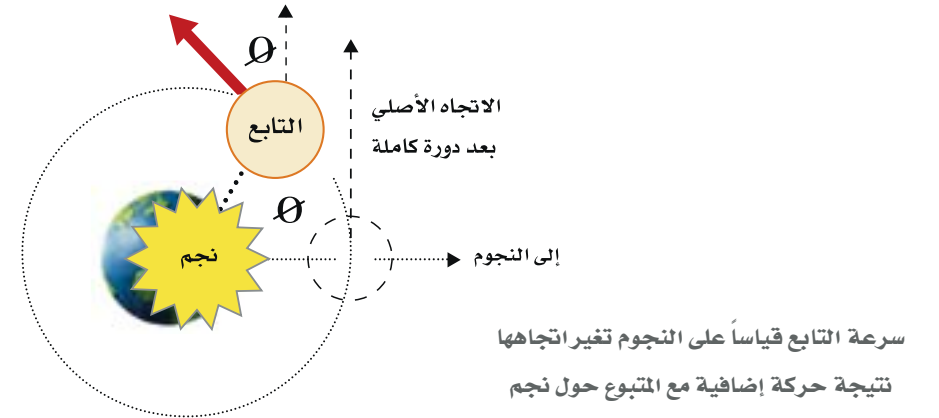 Ø
التابع
الاتجاه الأصلي
بعد دورة كاملة
Ø
نجم
إلى النجوم
سرعة التابع قياساً على النجوم تغير اتجاهها
نتيجة حركة إضافية مع المتبوع حول نجم